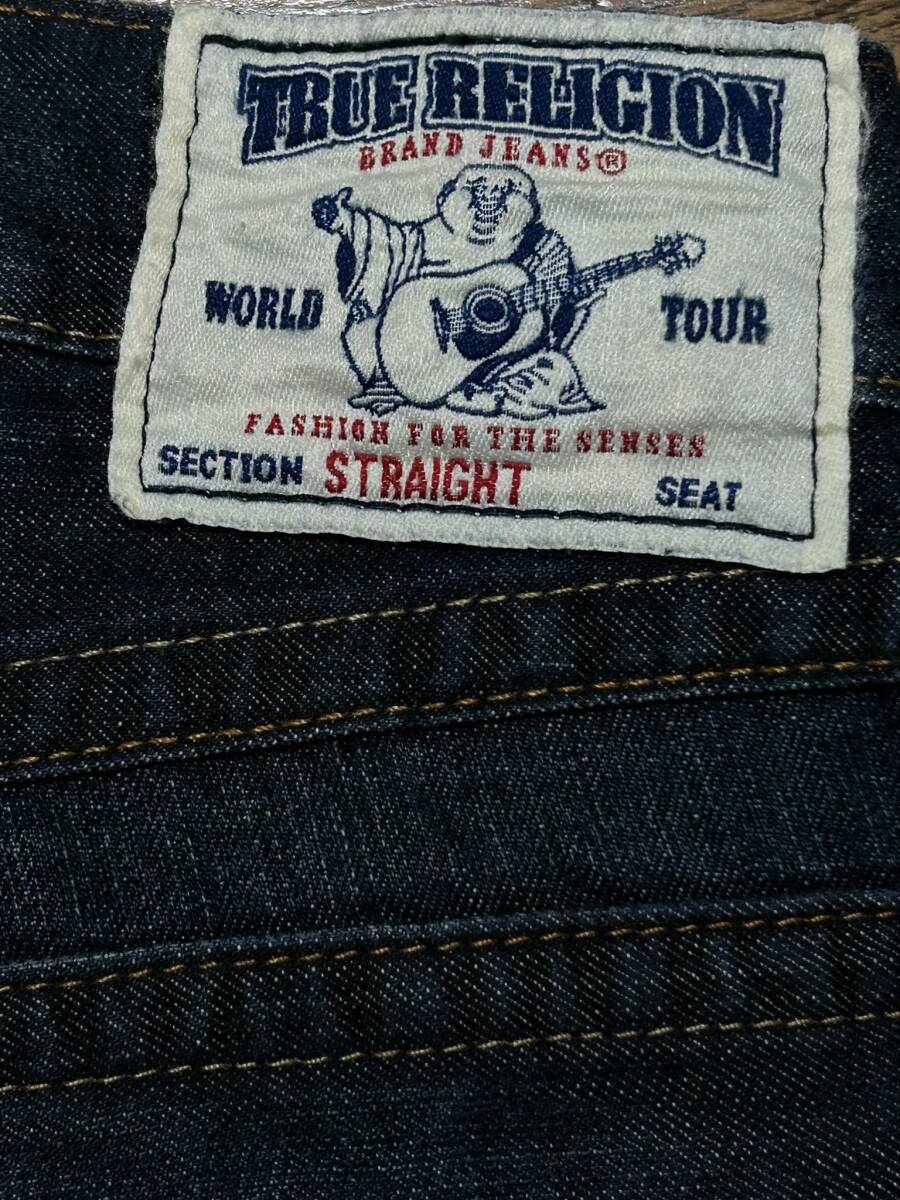 TRUE RELIGION
BRAND JEANS®
WORLD TOUR
FASHION FOR THE SENSES
SECTION STRAIGHT SEAT